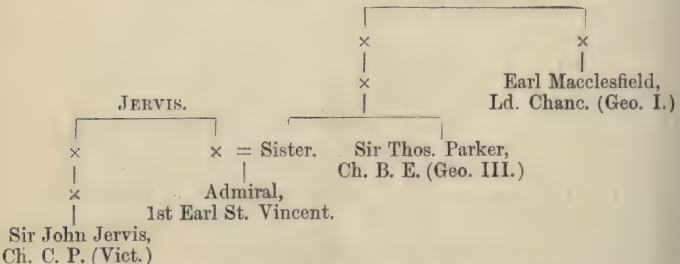 Earl Macclesfield,
Ld. Chanc. (Geo. I.)
JERVIS.
× = Sister. Sir Thos. Parker,
Ch. B. E. (Geo. III.)
Admiral,
1st Earl St. Vincent.
Sir John Jervis,
Ch. C. P. (Vict.)